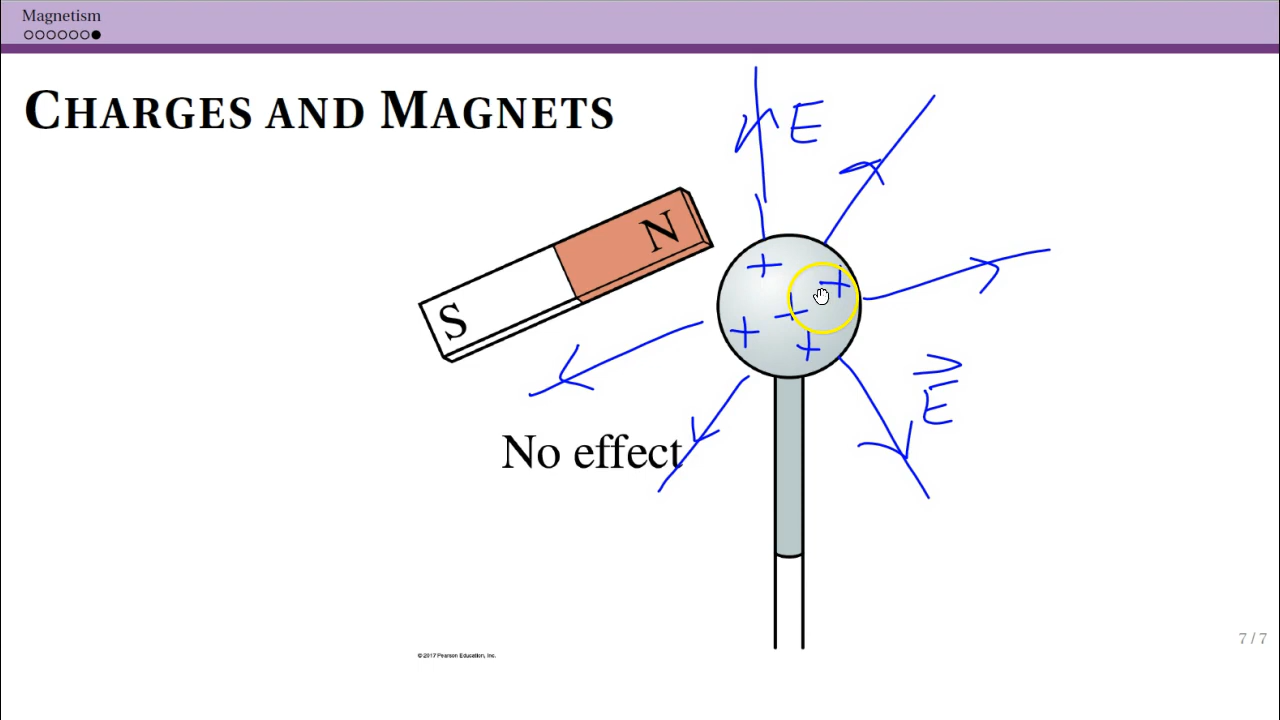 Magnetism
CHARGES AND MAGNETS
E
N
S
+
+
+
+
+
E
No effect
7 / 7
© 2017 Pearson Education, Inc.